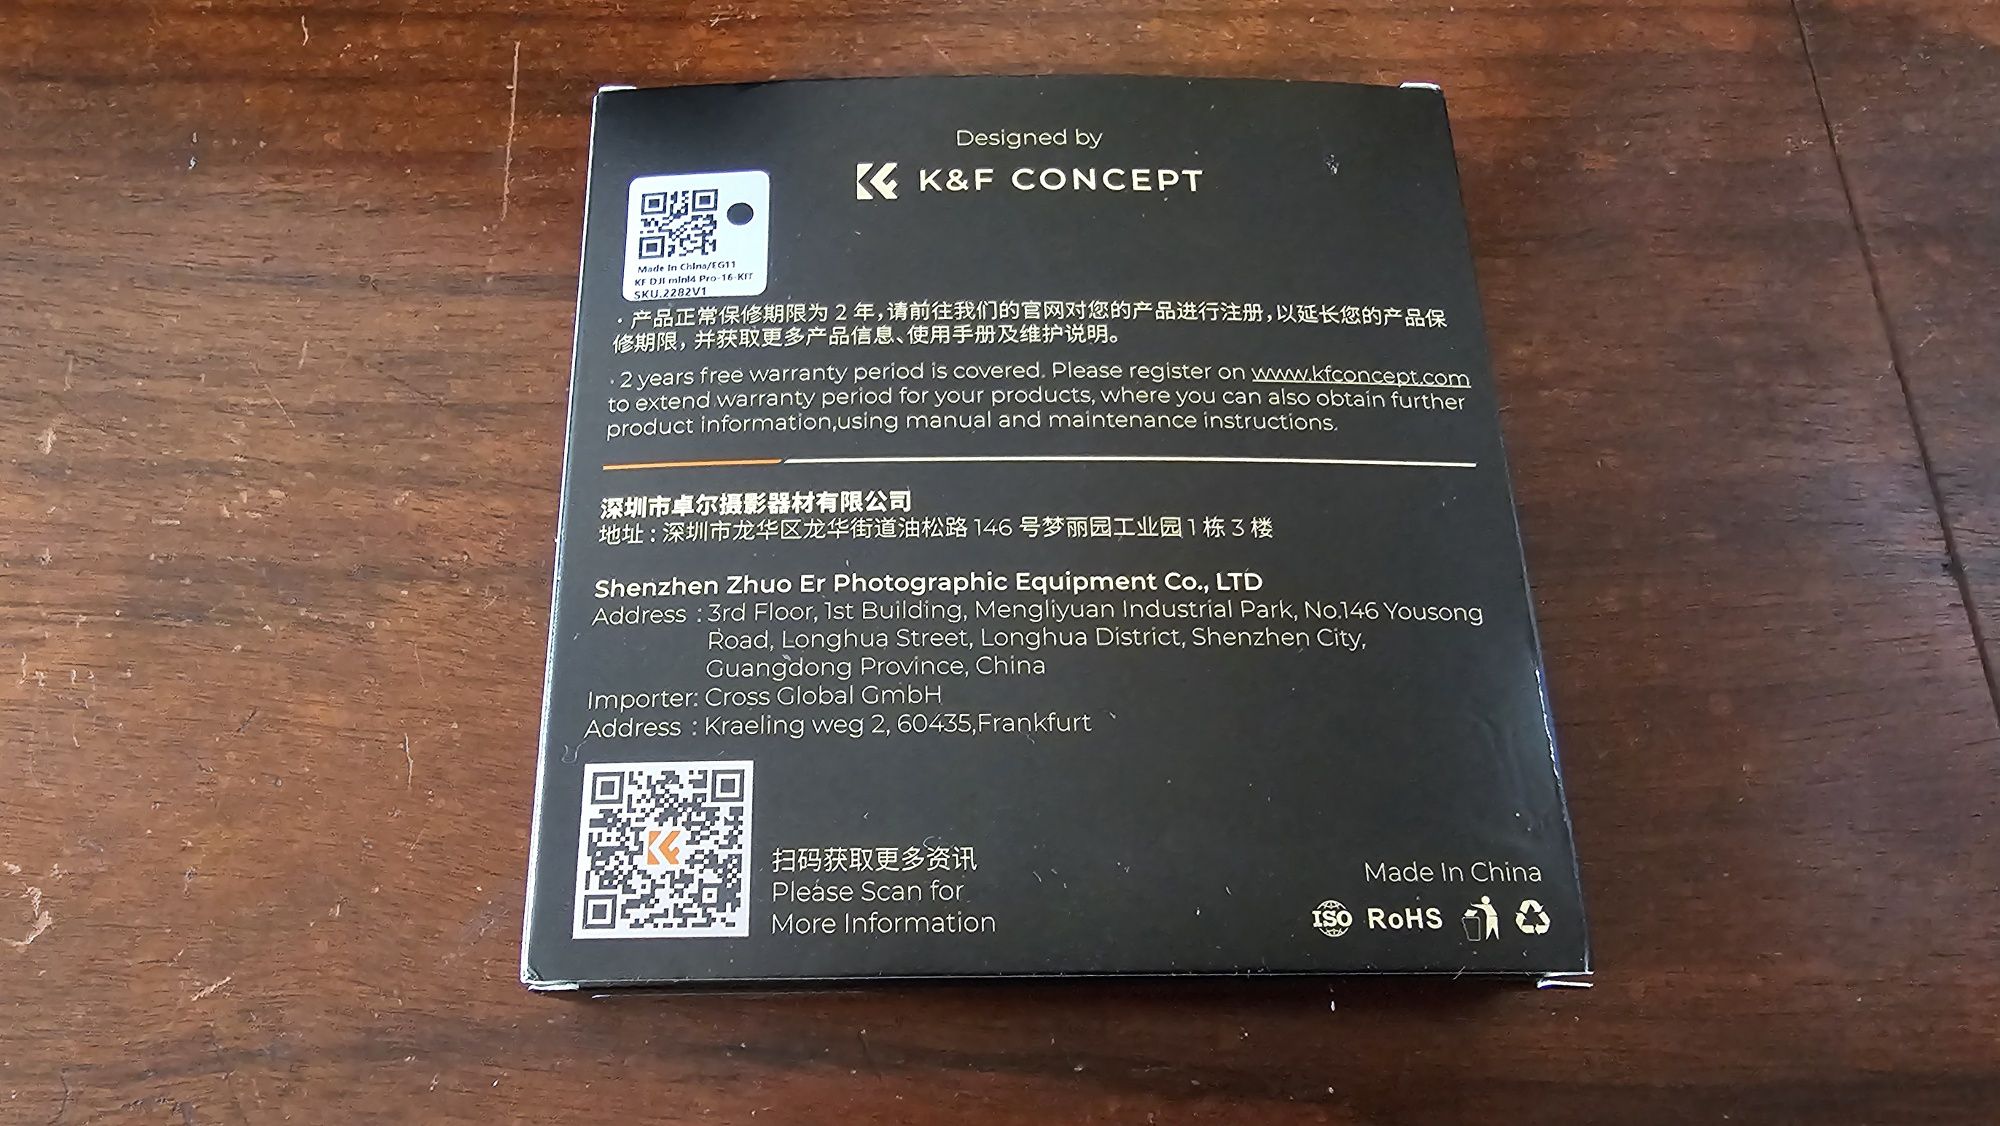 Designed by
K&F CONCEPT
Made In China/EG11
KF DJI mini4 Pro-16-KIT
SKU.2282V1
· 产品正常保修期限为 2 年,请前往我们的官网对您的产品进行注册,以延长您的产品保
修期限, 并获取更多产品信息、使用手册及维护说明。
· 2 years free warranty period is covered. Please register on www.kfconcept.com
to extend warranty period for your products, where you can also obtain further
product information,using manual and maintenance instructions.
深圳市卓尔摄影器材有限公司
地址 : 深圳市龙华区龙华街道油松路 146 号梦丽园工业园 1 栋 3 楼
Shenzhen Zhuo Er Photographic Equipment Co., LTD
Address : 3rd Floor, 1st Building, Mengliyuan Industrial Park, No.146 Yousong
Road, Longhua Street, Longhua District, Shenzhen City,
Guangdong Province, China
Importer: Cross Global GmbH
Address : Kraeling weg 2, 60435,Frankfurt
扫码获取更多资讯
Please Scan for
More Information
Made In China
ISO RoHS